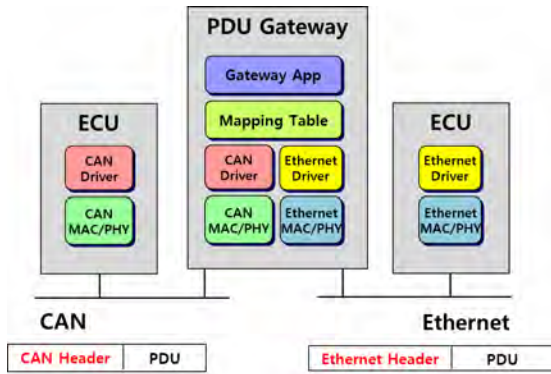 PDU Gateway
Gateway App
Mapping Table
CAN
Driver
Ethernet
Driver
CAN
MAC/PHY
Ethernet
MAC/PHY
ECU
CAN
Driver
CAN
MAC/PHY
ECU
Ethernet
Driver
Ethernet
MAC/PHY
CAN
Ethernet
CAN Header PDU
Ethernet Header PDU